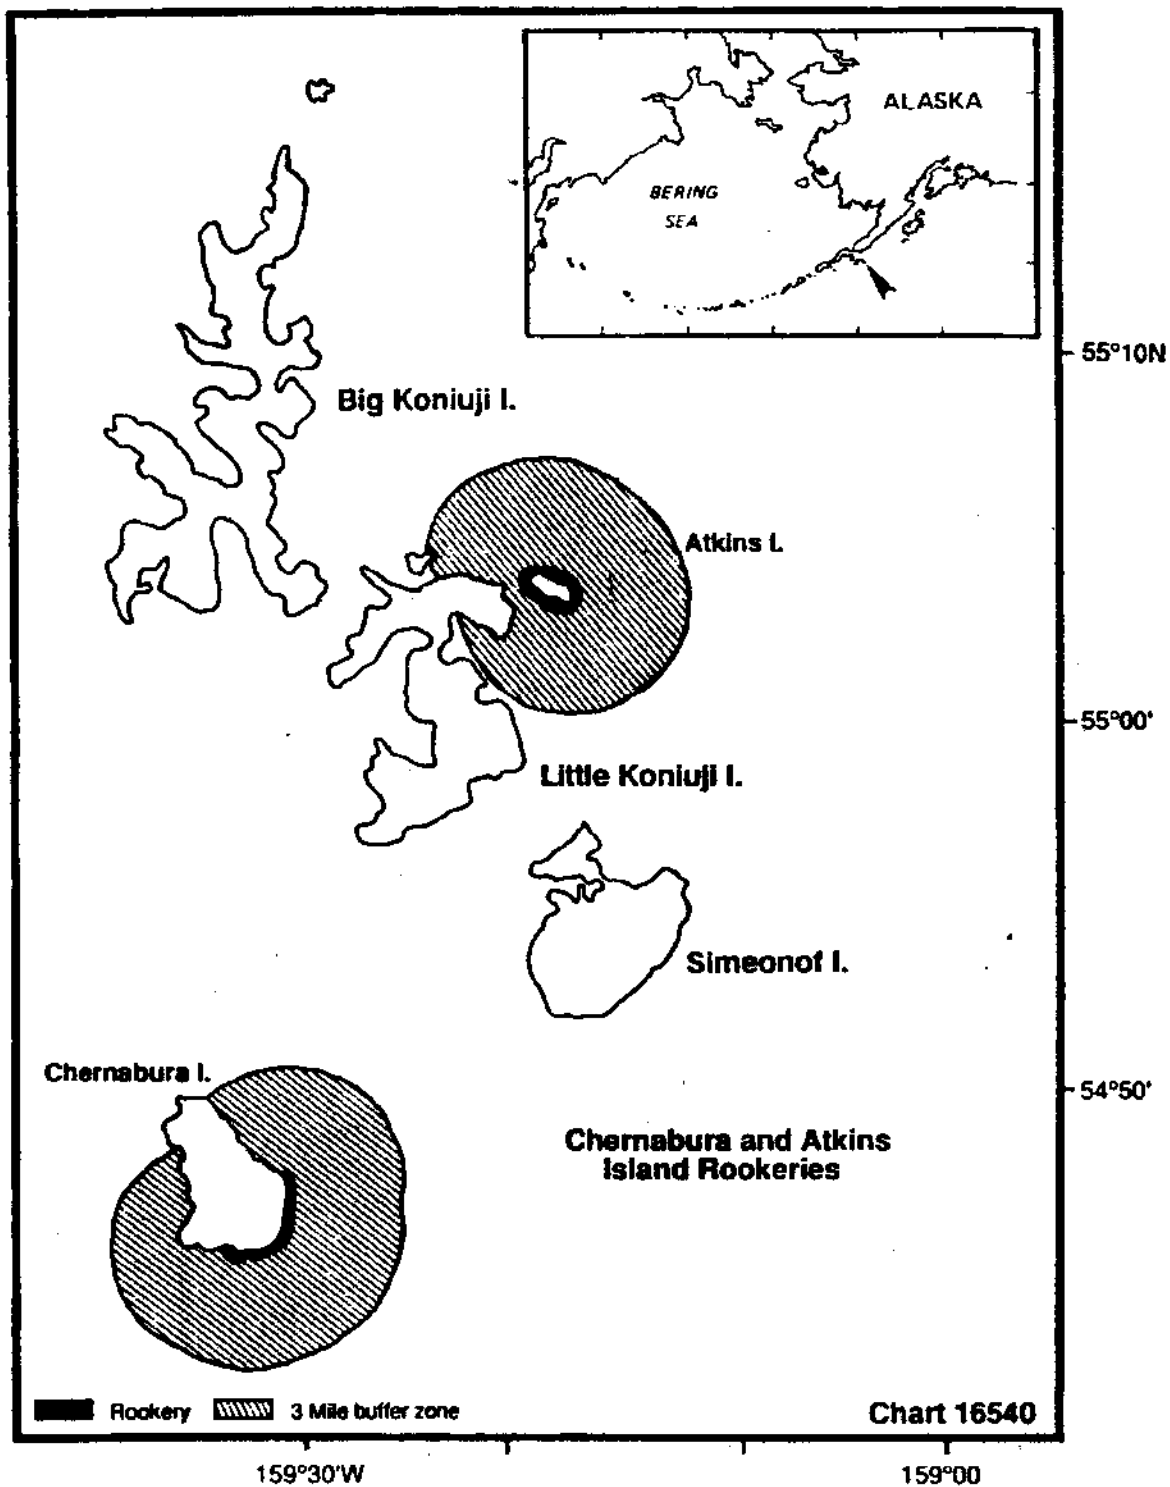 ALASKA
BERING
SEA
55°10N
Big Koniuji I.
Atkins I.
55°00'
Little Koniuji I.
Simeonof I.
Chernabura I.
54°50'
Chernabura and Atkins
Island Rookeries
Rookery
3 Mile buffer zone
Chart 16540
159°30'W
159°00